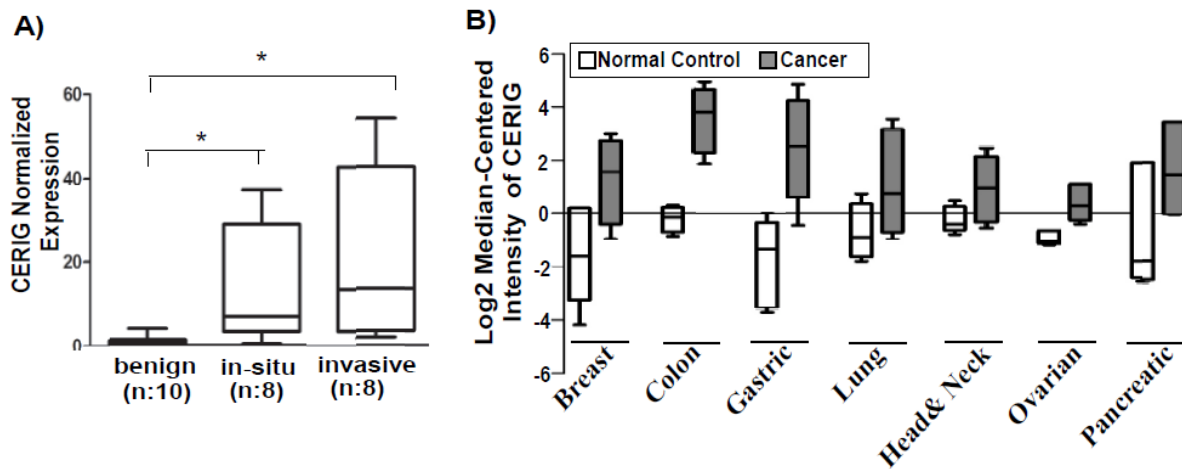 A)
*
*
CERIG Normalized
Expression
60
40
20
0
benign
(n:10)
in-situ
(n:8)
invasive
(n:8)
B)
Log2 Median-Centered
Intensity of CERIG
6
4
2
0
-2
-4
-6
Normal Control
Cancer
Breast
Colon
Gastric
Lung
Head& Neck
Ovarian
Pancreatic